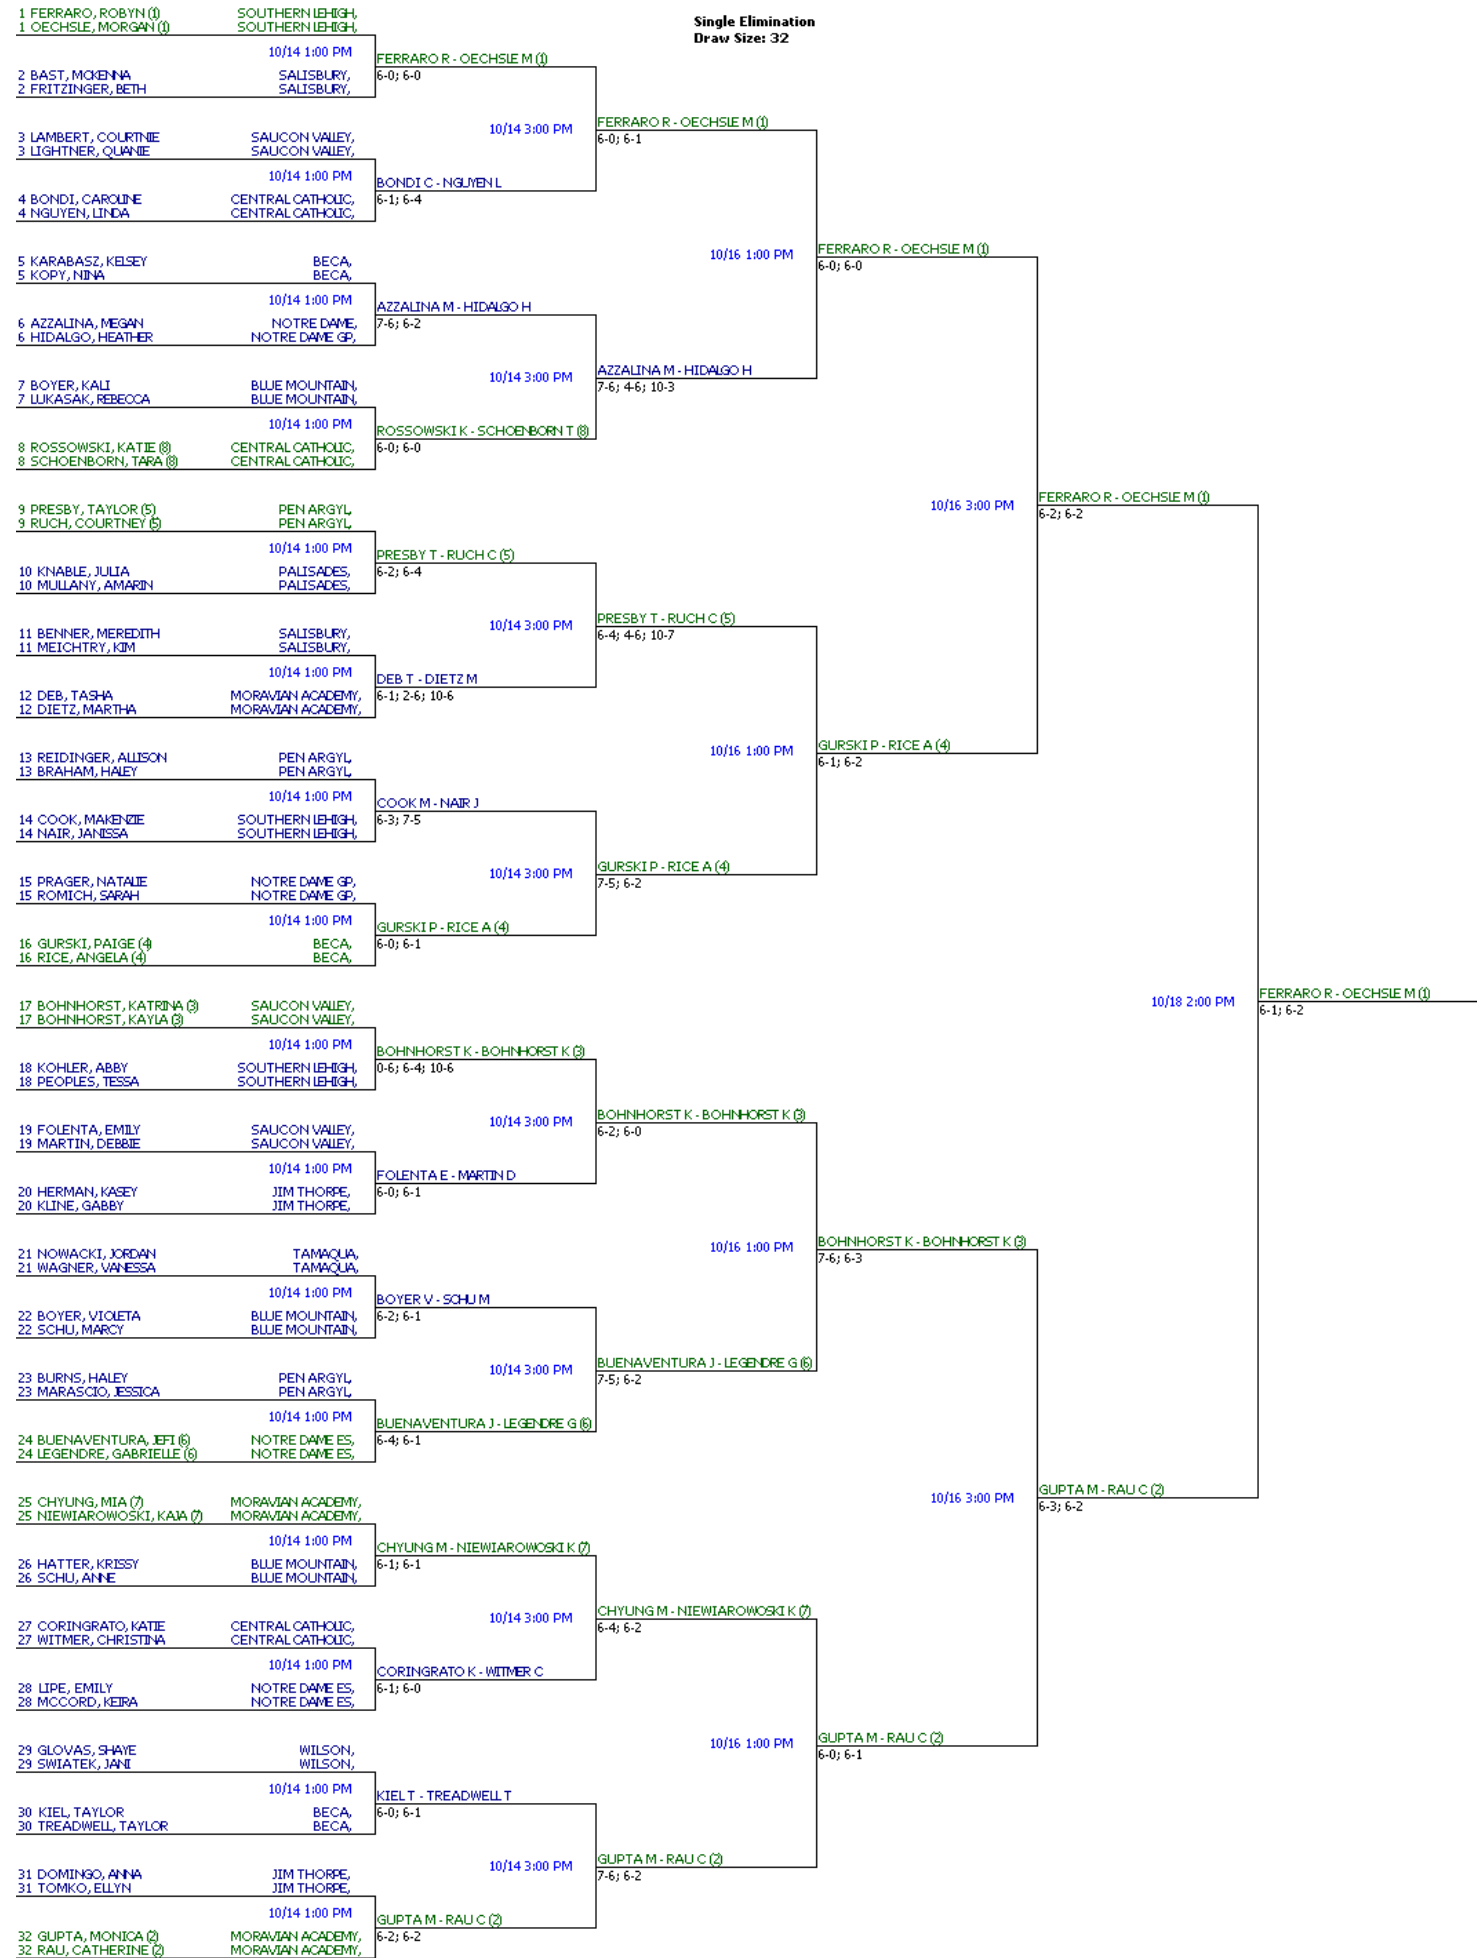 Single Elimination
Draw Size: 32
1 FERRARO, ROBYN (1) SOUTHERN LEHIGH,
1 OECHSLE, MORGAN (1) SOUTHERN LEHIGH,
10/14 1:00 PM
FERRARO R - OECHSLE M (1)
6-0; 6-0
2 BAST, MCKENNA SALISBURY,
2 FRITZINGER, BETH SALISBURY,
10/14 3:00 PM
FERRARO R - OECHSLE M (1)
6-0; 6-1
3 LAMBERT, COURTNIE SAUCON VALLEY,
3 LIGHTNER, QUANIE SAUCON VALLEY,
10/14 1:00 PM
BONDI C - NGUYEN L
6-1; 6-4
4 BONDI, CAROLINE CENTRAL CATHOLIC,
4 NGUYEN, LINDA CENTRAL CATHOLIC,
10/16 1:00 PM
FERRARO R - OECHSLE M (1)
6-0; 6-0
5 KARABASZ, KELSEY BECA,
5 KOPY, NINA BECA,
10/14 1:00 PM
AZZALINA M - HIDALGO H
7-6; 6-2
6 AZZALINA, MEGAN NOTRE DAME,
6 HIDALGO, HEATHER NOTRE DAME GP,
10/14 3:00 PM
AZZALINA M - HIDALGO H
7-6; 4-6; 10-3
7 BOYER, KALI BLUE MOUNTAIN,
7 LUKASAK, REBECCA BLUE MOUNTAIN,
10/14 1:00 PM
ROSSOWSKI K - SCHOENBORN T (8)
6-0; 6-0
8 ROSSOWSKI, KATIE (8) CENTRAL CATHOLIC,
8 SCHOENBORN, TARA (8) CENTRAL CATHOLIC,
10/16 3:00 PM
FERRARO R - OECHSLE M (1)
6-2; 6-2
9 PRESBY, TAYLOR (5) PEN ARGYL,
9 RUCH, COURTNEY (5) PEN ARGYL,
10/14 1:00 PM
PRESBY T - RUCH C (5)
6-2; 6-4
10 KNABLE, JULIA PALISADES,
10 MULLANY, AMARIN PALISADES,
10/14 3:00 PM
PRESBY T - RUCH C (5)
6-4; 4-6; 10-7
11 BENNER, MEREDITH SALISBURY,
11 MEICHTRY, KIM SALISBURY,
10/14 1:00 PM
DEB T - DIETZ M
6-1; 2-6; 10-6
12 DEB, TASHA MORAVIAN ACADEMY,
12 DIETZ, MARTHA MORAVIAN ACADEMY,
10/16 1:00 PM
GURSKI P - RICE A (4)
6-1; 6-2
13 REIDINGER, ALLISON PEN ARGYL,
13 BRAHAM, HALEY PEN ARGYL,
10/14 1:00 PM
COOK M - NAIR J
6-3; 7-5
14 COOK, MAKENZIE SOUTHERN LEHIGH,
14 NAIR, JANISSA SOUTHERN LEHIGH,
10/14 3:00 PM
GURSKI P - RICE A (4)
7-5; 6-2
15 PRAGER, NATALIE NOTRE DAME GP,
15 ROMICH, SARAH NOTRE DAME GP,
10/14 1:00 PM
GURSKI P - RICE A (4)
6-0; 6-1
16 GURSKI, PAIGE (4) BECA,
16 RICE, ANGELA (4) BECA,
10/18 2:00 PM
FERRARO R - OECHSLE M (1)
6-1; 6-2
17 BOHNHORST, KATRINA (3) SAUCON VALLEY,
17 BOHNHORST, KAYLA (3) SAUCON VALLEY,
10/14 1:00 PM
BOHNHORST K - BOHNHORST K (3)
0-6; 6-4; 10-6
18 KOHLER, ABBY SOUTHERN LEHIGH,
18 PEOPLES, TESSA SOUTHERN LEHIGH,
10/14 3:00 PM
BOHNHORST K - BOHNHORST K (3)
6-2; 6-0
19 FOLENTA, EMILY SAUCON VALLEY,
19 MARTIN, DEBBIE SAUCON VALLEY,
10/14 1:00 PM
FOLENTA E - MARTIN D
6-0; 6-1
20 HERMAN, KASEY JIM THORPE,
20 KLINE, GABBY JIM THORPE,
10/16 1:00 PM
BOHNHORST K - BOHNHORST K (3)
7-6; 6-3
21 NOWACKI, JORDAN TAMAQUA,
21 WAGNER, VANESSA TAMAQUA,
10/14 1:00 PM
BOYER V - SCHU M
6-2; 6-1
22 BOYER, VIOLETA BLUE MOUNTAIN,
22 SCHU, MARCY BLUE MOUNTAIN,
10/14 3:00 PM
BUENAVENTURA J - LEGENDRE G (6)
7-5; 6-2
23 BURNS, HALEY PEN ARGYL,
23 MARASCIO, JESSICA PEN ARGYL,
10/14 1:00 PM
BUENAVENTURA J - LEGENDRE G (6)
6-4; 6-1
24 BUENAVENTURA, JEFI (6) NOTRE DAME ES,
24 LEGENDRE, GABRIELLE (6) NOTRE DAME ES,
10/16 3:00 PM
GUPTA M - RAU C (2)
6-3; 6-2
25 CHYUNG, MIA (7) MORAVIAN ACADEMY,
25 NIEWIAROWOSKI, KAJA (7) MORAVIAN ACADEMY,
10/14 1:00 PM
CHYUNG M - NIEWIAROWOSKI K (7)
6-1; 6-1
26 HATTER, KRISSY BLUE MOUNTAIN,
26 SCHU, ANNE BLUE MOUNTAIN,
10/14 3:00 PM
CHYUNG M - NIEWIAROWOSKI K (7)
6-4; 6-2
27 CORINGRATO, KATIE CENTRAL CATHOLIC,
27 WITMER, CHRISTINA CENTRAL CATHOLIC,
10/14 1:00 PM
CORINGRATO K - WITMER C
6-1; 6-0
28 LIPE, EMILY NOTRE DAME ES,
28 MCCORD, KEIRA NOTRE DAME ES,
10/16 1:00 PM
GUPTA M - RAU C (2)
6-0; 6-1
29 GLOVAS, SHAYE WILSON,
29 SWIATEK, JANI WILSON,
10/14 1:00 PM
KIEL T - TREADWELL T
6-0; 6-1
30 KIEL, TAYLOR BECA,
30 TREADWELL, TAYLOR BECA,
10/14 3:00 PM
GUPTA M - RAU C (2)
7-6; 6-2
31 DOMINGO, ANNA JIM THORPE,
31 TOMKO, ELLYN JIM THORPE,
10/14 1:00 PM
GUPTA M - RAU C (2)
6-2; 6-2
32 GUPTA, MONICA (2) MORAVIAN ACADEMY,
32 RAU, CATHERINE (2) MORAVIAN ACADEMY,